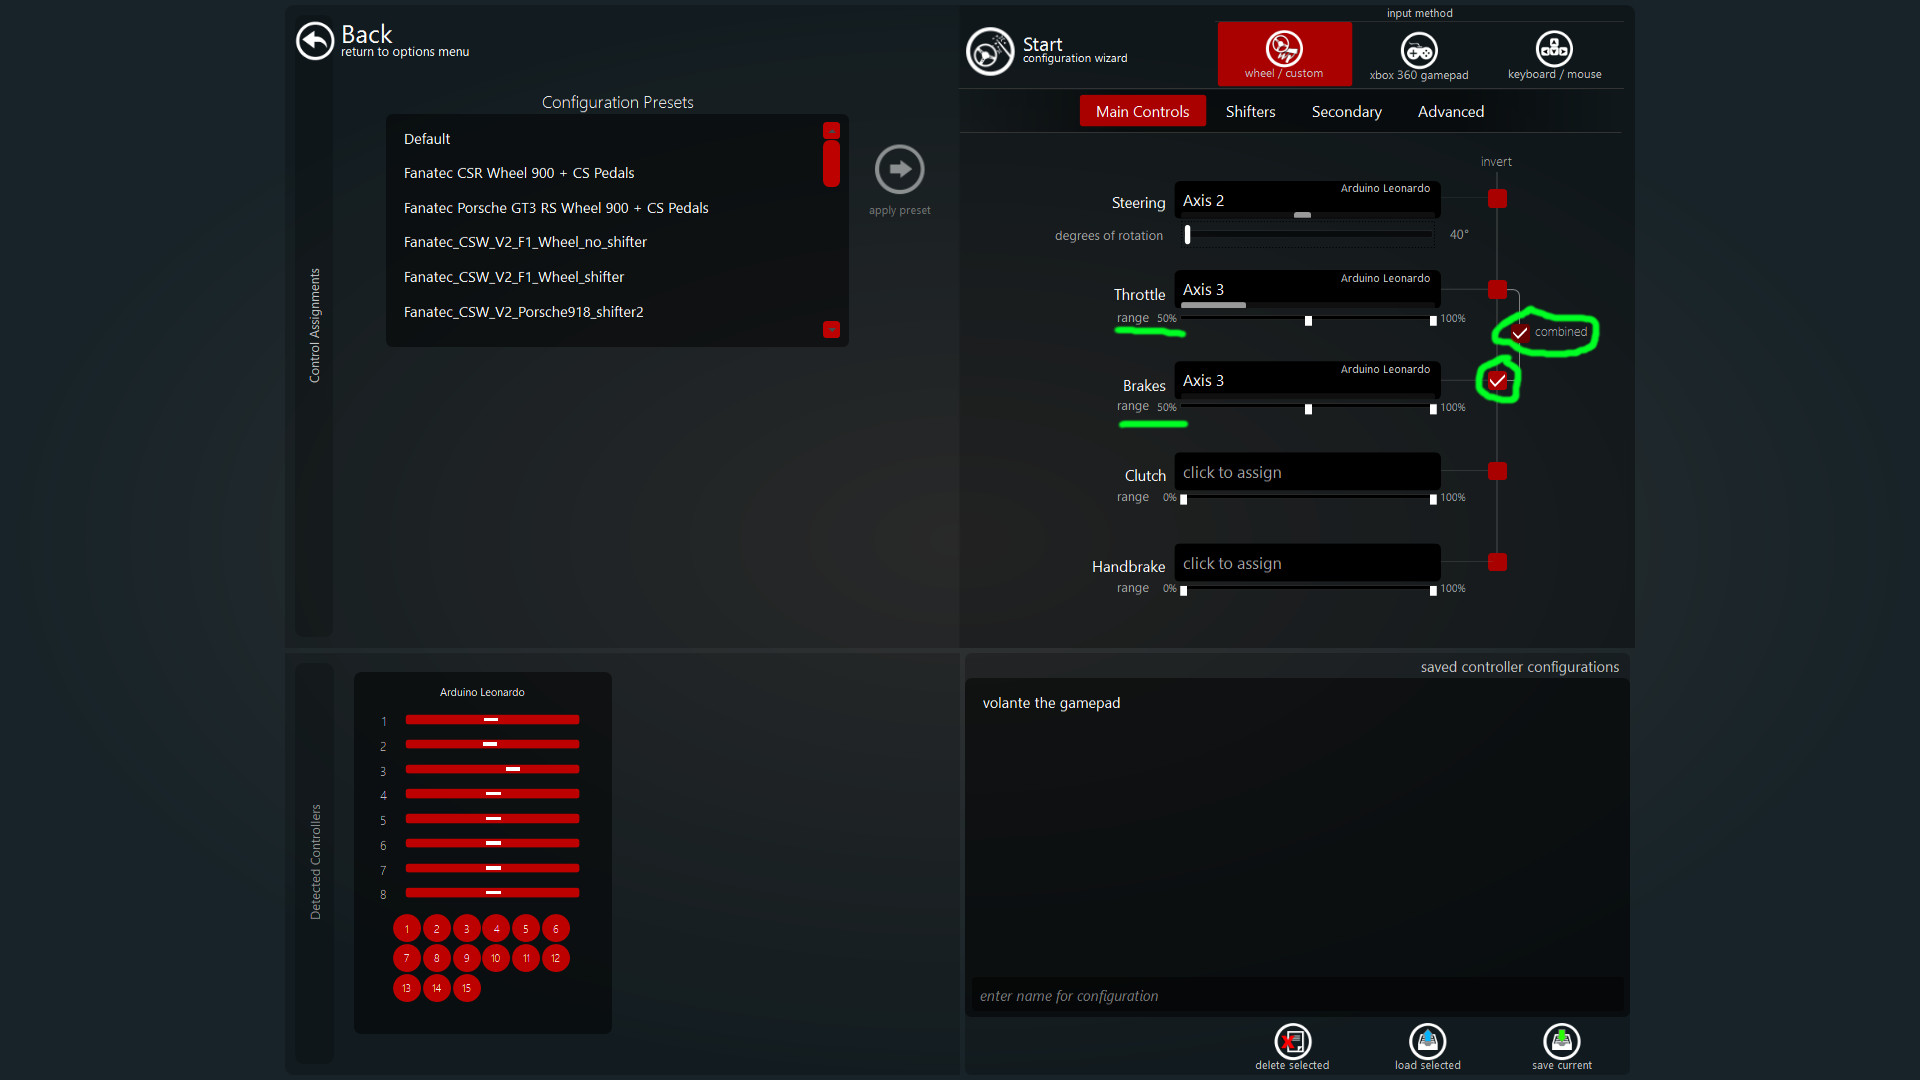 Back
return to options menu
Start
configuration wizard
input method
wheel / custom
xbox 360 gamepad
keyboard / mouse
Configuration Presets
Default
Fanatec CSR Wheel 900 + CS Pedals
Fanatec Porsche GT3 RS Wheel 900 + CS Pedals
Fanatec_CSW_V2_F1_Wheel_no_shifter
Fanatec_CSW_V2_F1_Wheel_shifter
Fanatec_CSW_V2_Porsche918_shifter2
apply preset
Control Assignments
Main Controls Shifters Secondary Advanced
invert
Steering Axis 2 Arduino Leonardo
degrees of rotation 40°
Throttle Axis 3 Arduino Leonardo
range 50% 100%
combined
Brakes Axis 3 Arduino Leonardo
range 50% 100%
Clutch click to assign
range 0% 100%
Handbrake click to assign
range 0% 100%
Detected Controllers
Arduino Leonardo
1
2
3
4
5
6
7
8
1 2 3 4 5 6
7 8 9 10 11 12
13 14 15
saved controller configurations
volante the gamepad
enter name for configuration
delete selected
load selected
save current